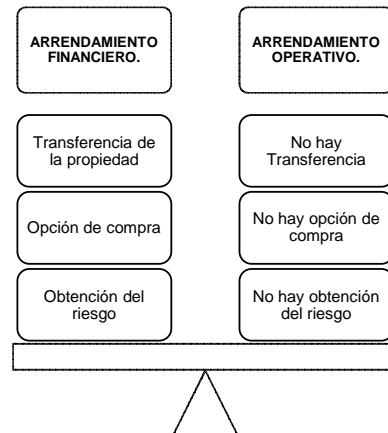 ARRENDAMIENTO
FINANCIERO.
ARRENDAMIENTO
OPERATIVO.
Transferencia de
la propiedad
No hay
Transferencia
Opción de compra
No hay opción de
compra
Obtención del
riesgo
No hay obtención
del riesgo